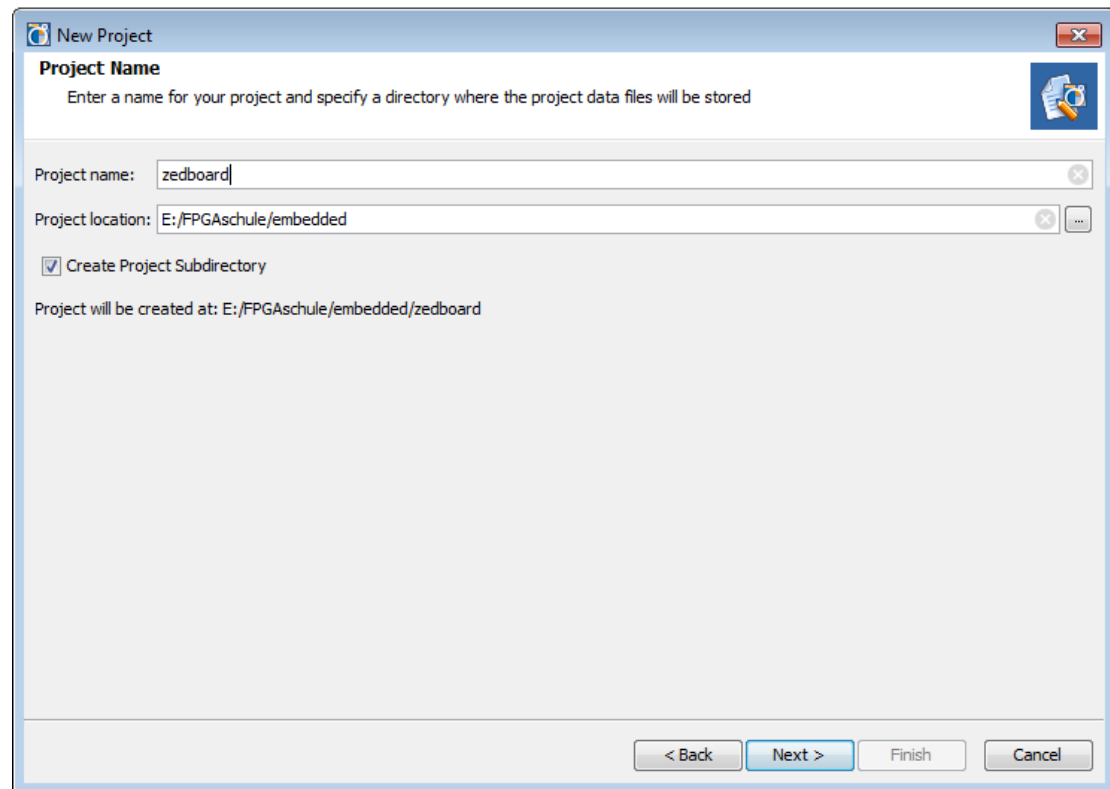 New Project
Project Name
Enter a name for your project and specify a directory where the project data files will be stored
Project name: zedboard
Project location: E:/FPGAschule/embedded ...
Create Project Subdirectory
Project will be created at: E:/FPGAschule/embedded/zedboard
< Back Next > Finish Cancel